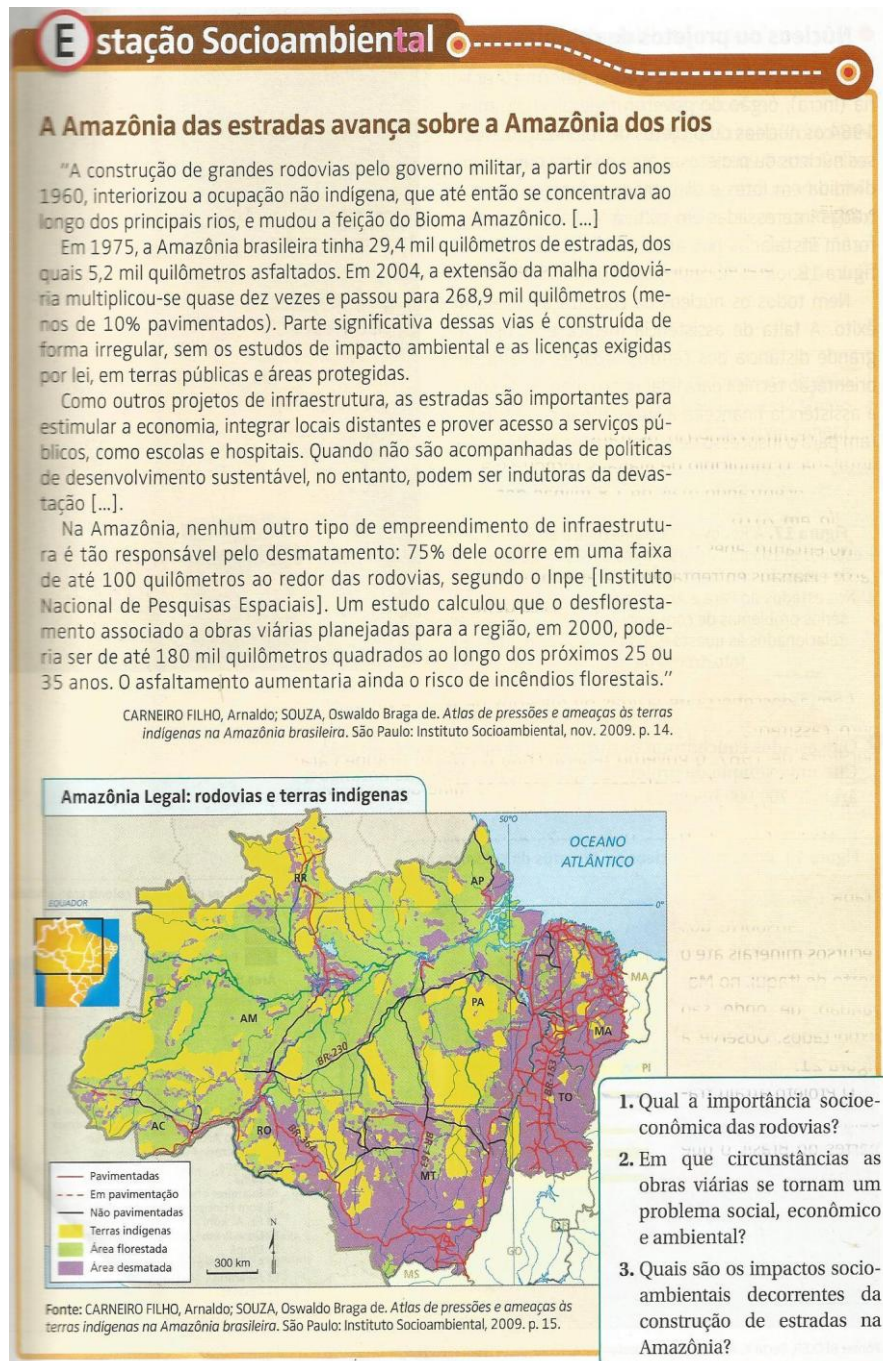 Estação Socioambiental
A Amazônia das estradas avança sobre a Amazônia dos rios
"A construção de grandes rodovias pelo governo militar, a partir dos anos
1960, interiorizou a ocupação não indígena, que até então se concentrava ao
longo dos principais rios, e mudou a feição do Bioma Amazônico. [...]
Em 1975, a Amazônia brasileira tinha 29,4 mil quilômetros de estradas, dos
quais 5,2 mil quilômetros asfaltados. Em 2004, a extensão da malha rodoviá-
ria multiplicou-se quase dez vezes e passou para 268,9 mil quilômetros (me-
nos de 10% pavimentados). Parte significativa dessas vias é construída de
forma irregular, sem os estudos de impacto ambiental e as licenças exigidas
por lei, em terras públicas e áreas protegidas.
Como outros projetos de infraestrutura, as estradas são importantes para
estimular a economia, integrar locais distantes e prover acesso a serviços pú-
blicos, como escolas e hospitais. Quando não são acompanhadas de políticas
de desenvolvimento sustentável, no entanto, podem ser indutoras da devas-
tação [...].
Na Amazônia, nenhum outro tipo de empreendimento de infraestrutu-
ra é tão responsável pelo desmatamento: 75% dele ocorre em uma faixa
de até 100 quilômetros ao redor das rodovias, segundo o Inpe [Instituto
Nacional de Pesquisas Espaciais]. Um estudo calculou que o desfloresta-
mento associado a obras viárias planejadas para a região, em 2000, pode-
ria ser de até 180 mil quilômetros quadrados ao longo dos próximos 25 ou
35 anos. O asfaltamento aumentaria ainda o risco de incêndios florestais."
CARNEIRO FILHO, Arnaldo; SOUZA, Oswaldo Braga de. Atlas de pressões e ameaças às terras
indígenas na Amazônia brasileira. São Paulo: Instituto Socioambiental, nov. 2009. p. 14.
Amazônia Legal: rodovias e terras indígenas
50°O
OCEANO
ATLÂNTICO
RR
AP
EQUADOR
0°
MA
AM
PA
MA
BR-230
PI
BR-153
TO
AC
RO
BR-364
BR-163
MT
DF
GO
MS
Pavimentadas
Em pavimentação
Não pavimentadas
Terras indígenas
Área florestada
Área desmatada
N
300 km
Fonte: CARNEIRO FILHO, Arnaldo; SOUZA, Oswaldo Braga de. Atlas de pressões e ameaças às
terras indígenas na Amazônia brasileira. São Paulo: Instituto Socioambiental, 2009. p. 15.
1. Qual a importância socioe-
conômica das rodovias?
2. Em que circunstâncias as
obras viárias se tornam um
problema social, econômico
e ambiental?
3. Quais são os impactos socio-
ambientais decorrentes da
construção de estradas na
Amazônia?